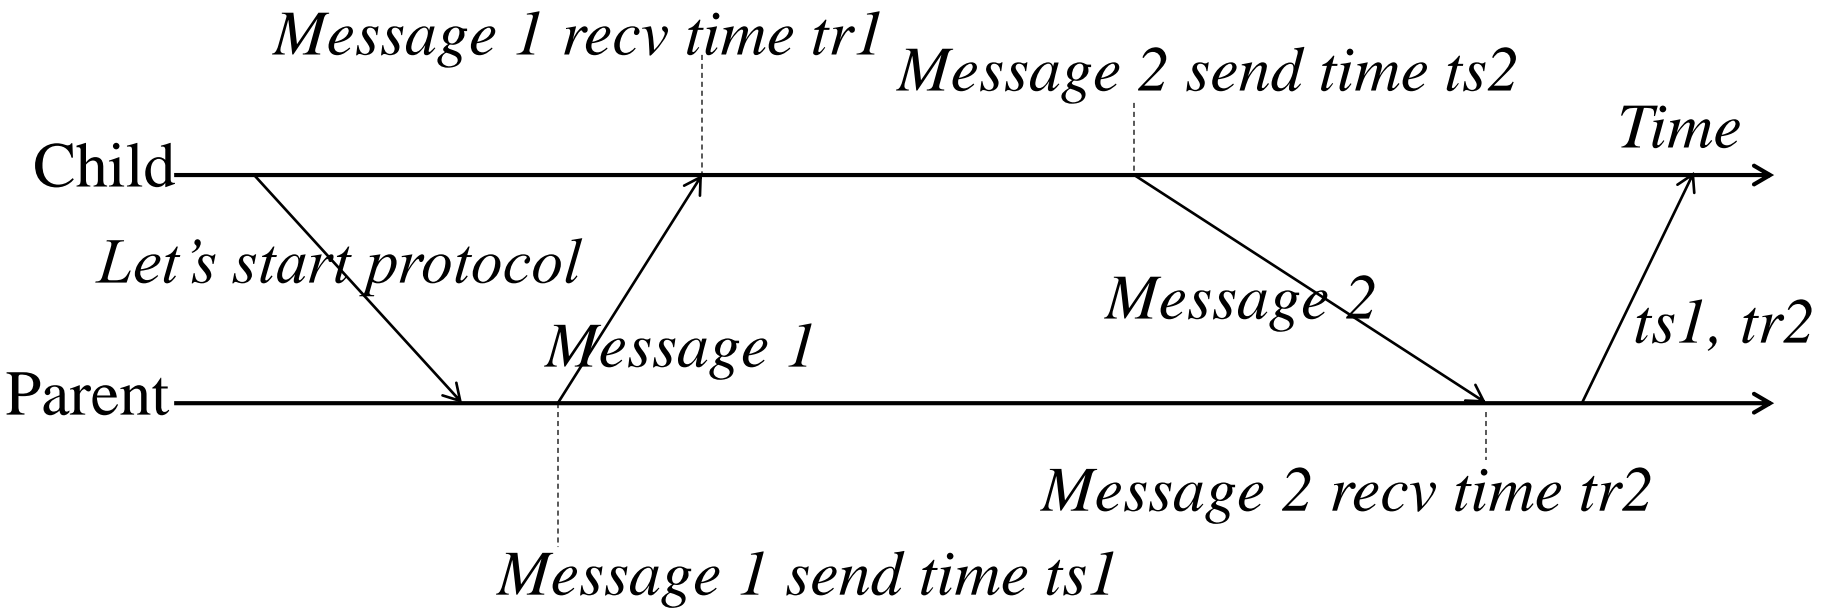 Message 1 recv time tr1
Message 2 send time ts2
Time
Child
Let's start protocol
Message 2
ts1, tr2
Message 1
Parent
Message 2 recv time tr2
Message 1 send time ts1